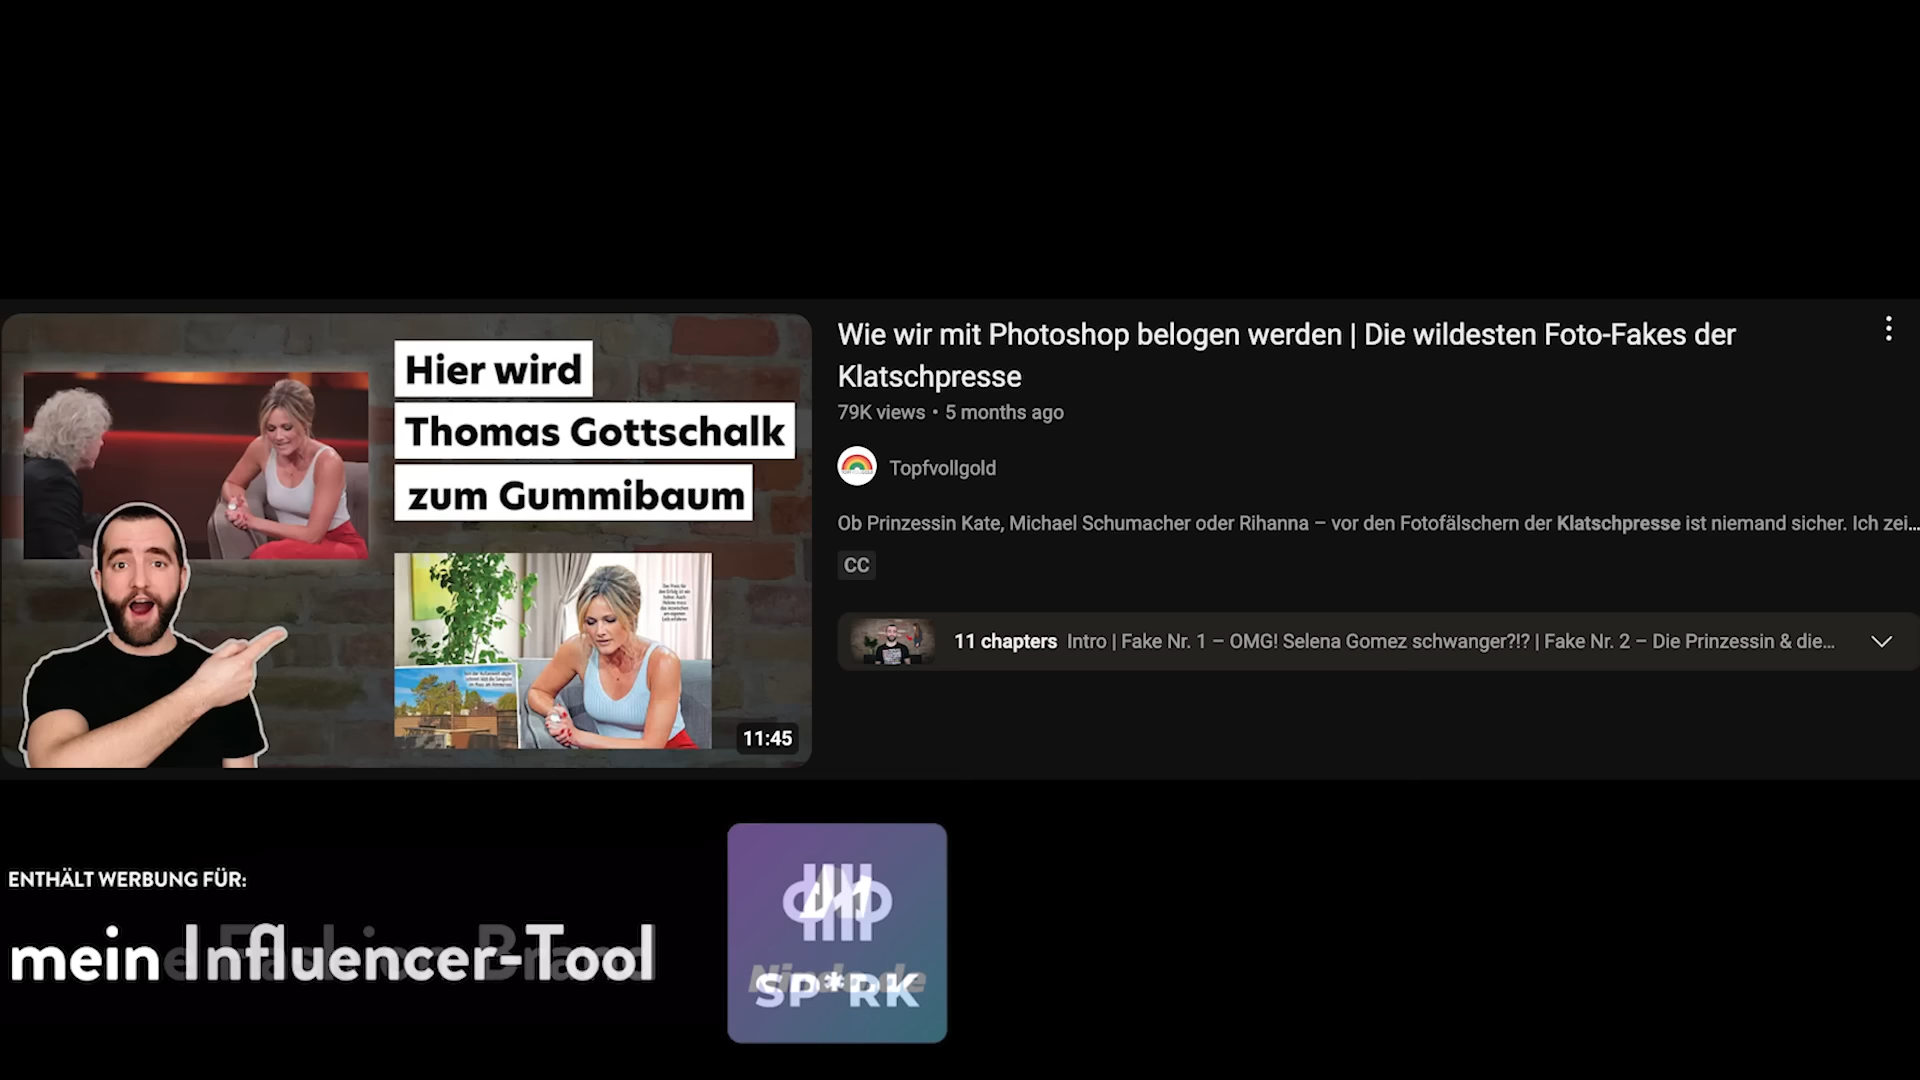 Hier wird
Thomas Gottschalk
zum Gummibaum
11:45
Wie wir mit Photoshop belogen werden | Die wildesten Foto-Fakes der
Klatschpresse
79K views • 5 months ago
Topfvollgold
Ob Prinzessin Kate, Michael Schumacher oder Rihanna – vor den Fotofälschern der Klatschpresse ist niemand sicher. Ich zei...
CC
11 chapters Intro | Fake Nr. 1 – OMG! Selena Gomez schwanger?!? | Fake Nr. 2 – Die Prinzessin & die...
ENTHÄLT WERBUNG FÜR:
mein Influencer-Tool
SP*RK